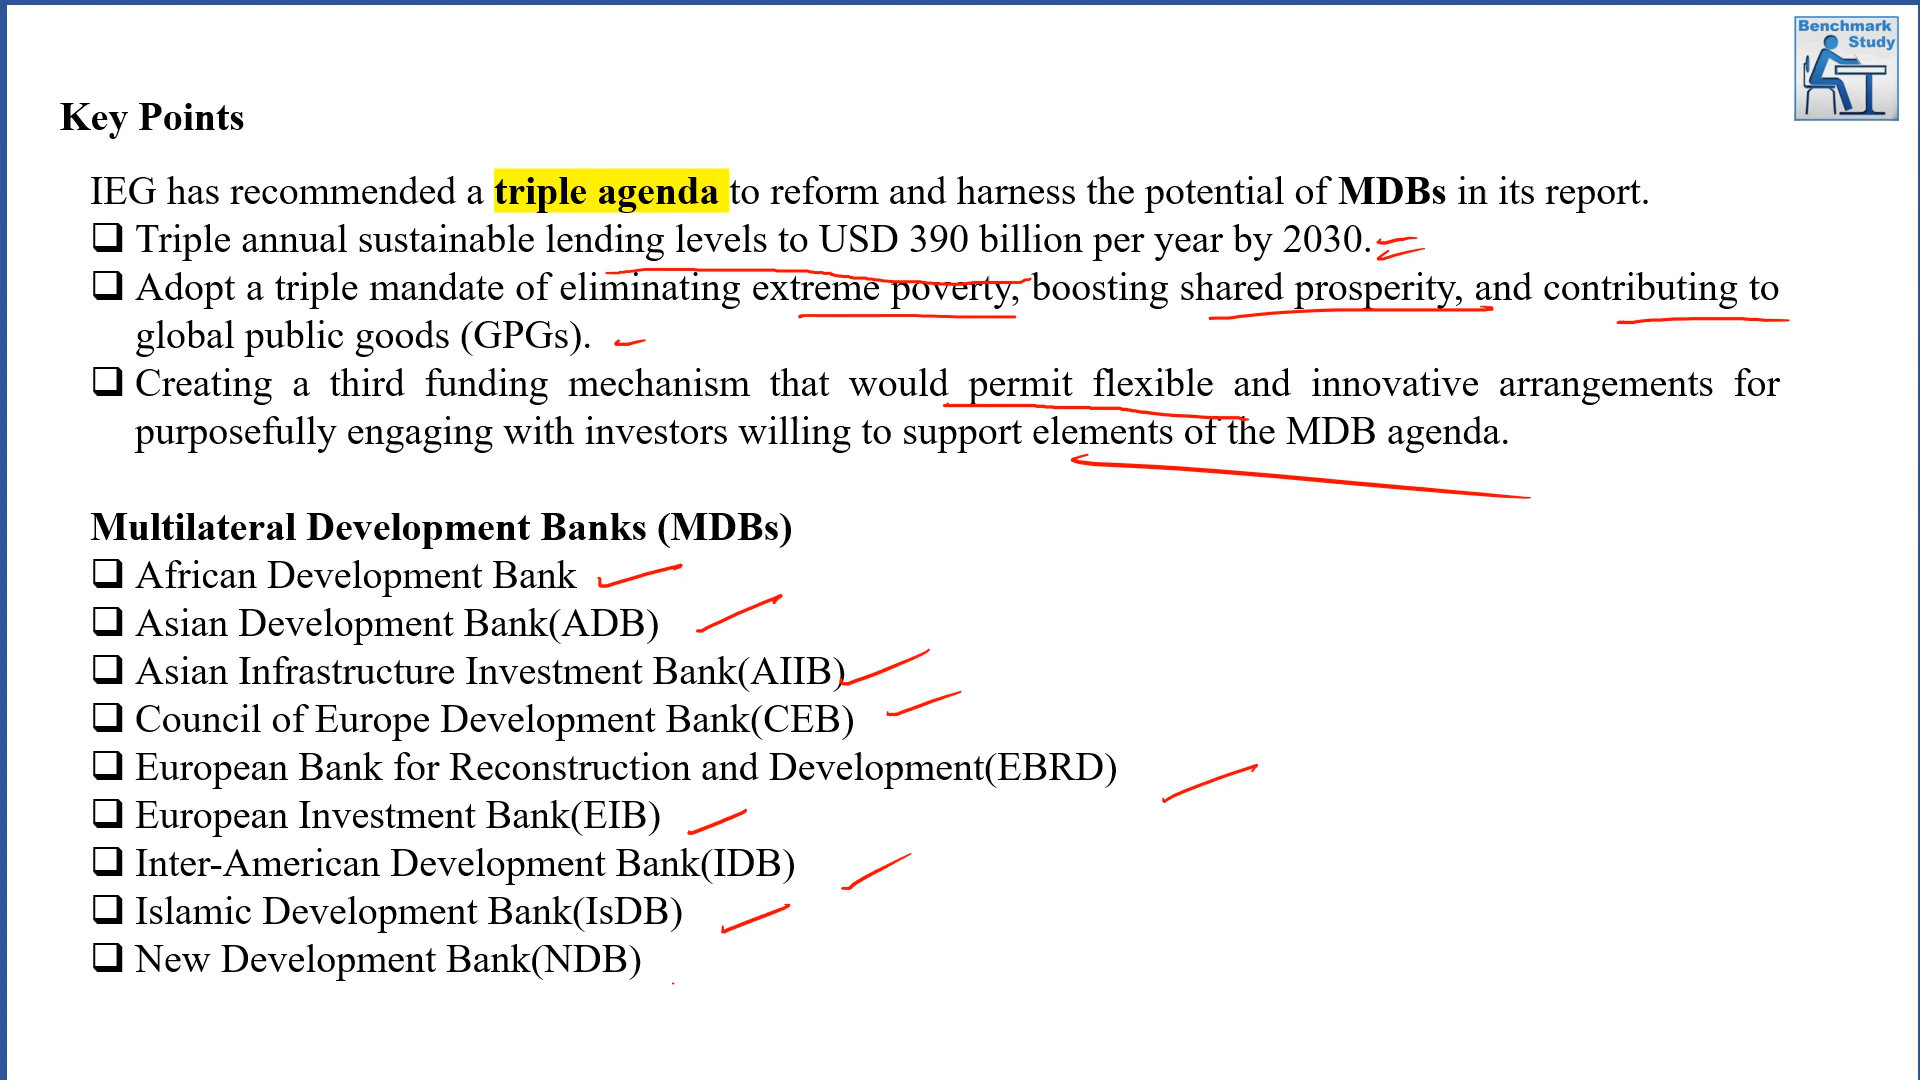 Benchmark
Study
Key Points
IEG has recommended a triple agenda to reform and harness the potential of MDBs in its report.
❑ Triple annual sustainable lending levels to USD 390 billion per year by 2030.
❑ Adopt a triple mandate of eliminating extreme poverty, boosting shared prosperity, and contributing to
global public goods (GPGs).
❑ Creating a third funding mechanism that would permit flexible and innovative arrangements for
purposefully engaging with investors willing to support elements of the MDB agenda.
Multilateral Development Banks (MDBs)
❑ African Development Bank
❑ Asian Development Bank(ADB)
❑ Asian Infrastructure Investment Bank(AIIB)
❑ Council of Europe Development Bank(CEB)
❑ European Bank for Reconstruction and Development(EBRD)
❑ European Investment Bank(EIB)
❑ Inter-American Development Bank(IDB)
❑ Islamic Development Bank(IsDB)
❑ New Development Bank(NDB)